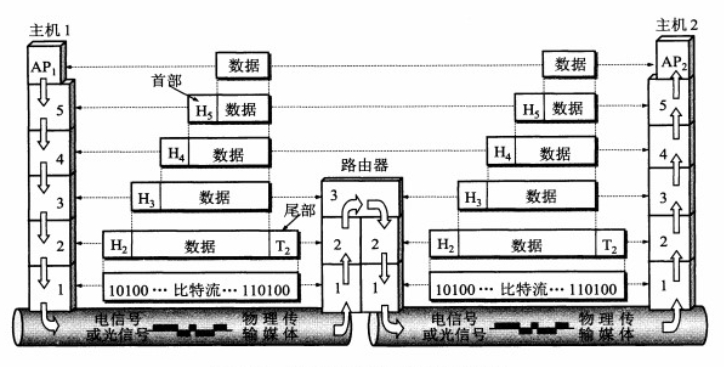 主机 1
主机 2
AP1
数据
数据
AP2
首部
5
H5 数据
H5 数据
5
4
H4 数据
H4 数据
4
路由器
3
H3 数据
3
H3 数据
3
尾部
2
H2 数据 T2
2 2
H2 数据 T2
2
1
10100 ··· 比特流 ··· 110100
1 1
10100 ··· 比特流 ··· 110100
1
电信号
或光信号
物理传
输媒体
电信号
或光信号
物理传
输媒体